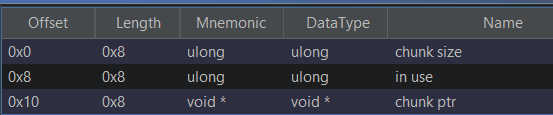 Offset Length Mnemonic DataType Name
0x0 0x8 ulong ulong chunk size
0x8 0x8 ulong ulong in use
0x10 0x8 void * void * chunk ptr